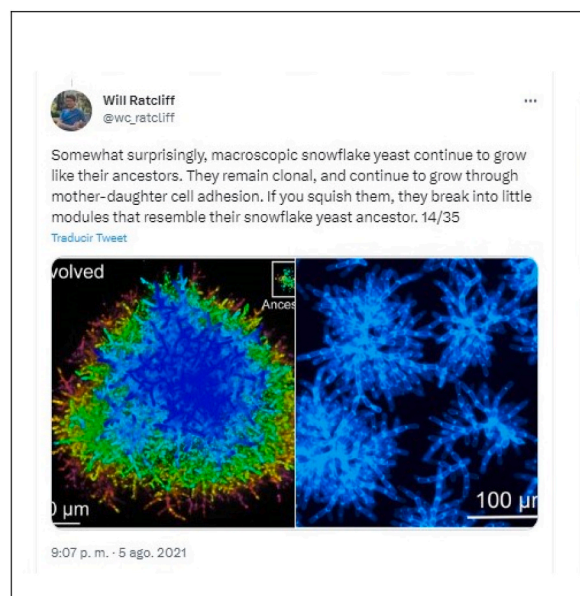 Will Ratcliff
@wc_ratcliff
Somewhat surprisingly, macroscopic snowflake yeast continue to grow
like their ancestors. They remain clonal, and continue to grow through
mother-daughter cell adhesion. If you squish them, they break into little
modules that resemble their snowflake yeast ancestor. 14/35
Traducir Tweet
volved
Ances
0 µm
100 µ
9:07 p. m. · 5 ago. 2021